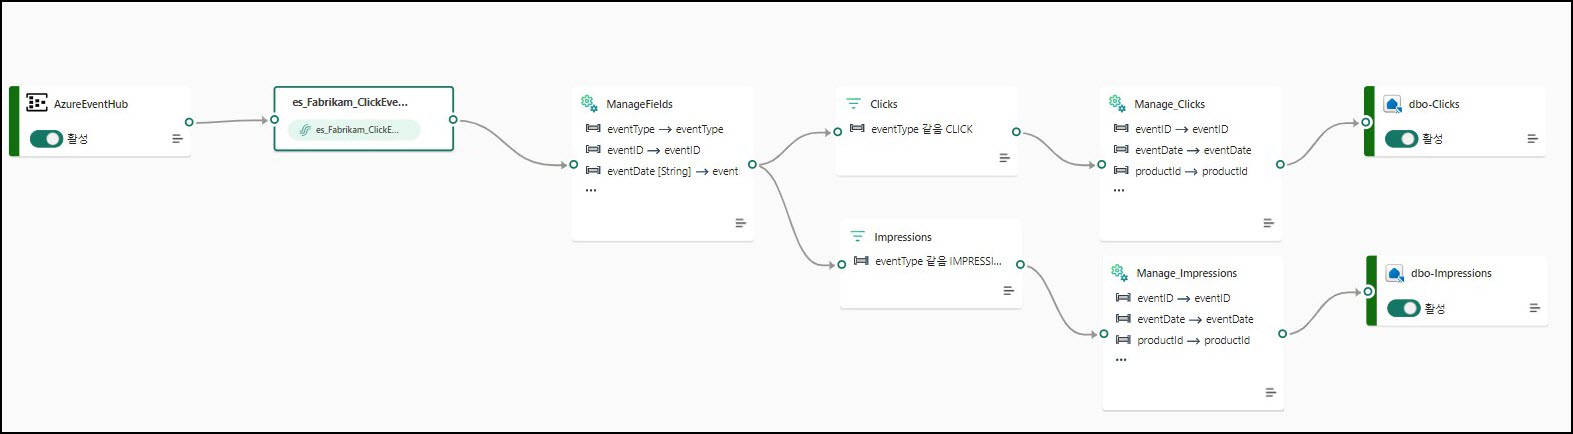 AzureEventHub
활성
es_Fabrikam_ClickEve...
es_Fabrikam_ClickE...
ManageFields
eventType → eventType
eventID → eventID
eventDate [String] → eventI
...
Clicks
eventType 같음 CLICK
Impressions
eventType 같음 IMPRESSI...
Manage_Clicks
eventID → eventID
eventDate → eventDate
productId → productId
...
Manage_Impressions
eventID → eventID
eventDate → eventDate
productId → productId
...
dbo-Clicks
활성
dbo-Impressions
활성